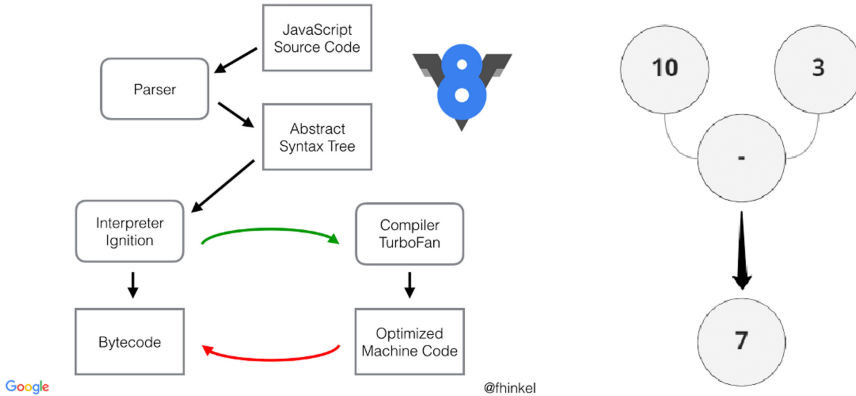 JavaScript
Source Code
Parser
Abstract
Syntax Tree
Interpreter
Ignition
Compiler
TurboFan
Bytecode
Optimized
Machine Code
Google
@fhinkel
10
3
-
7